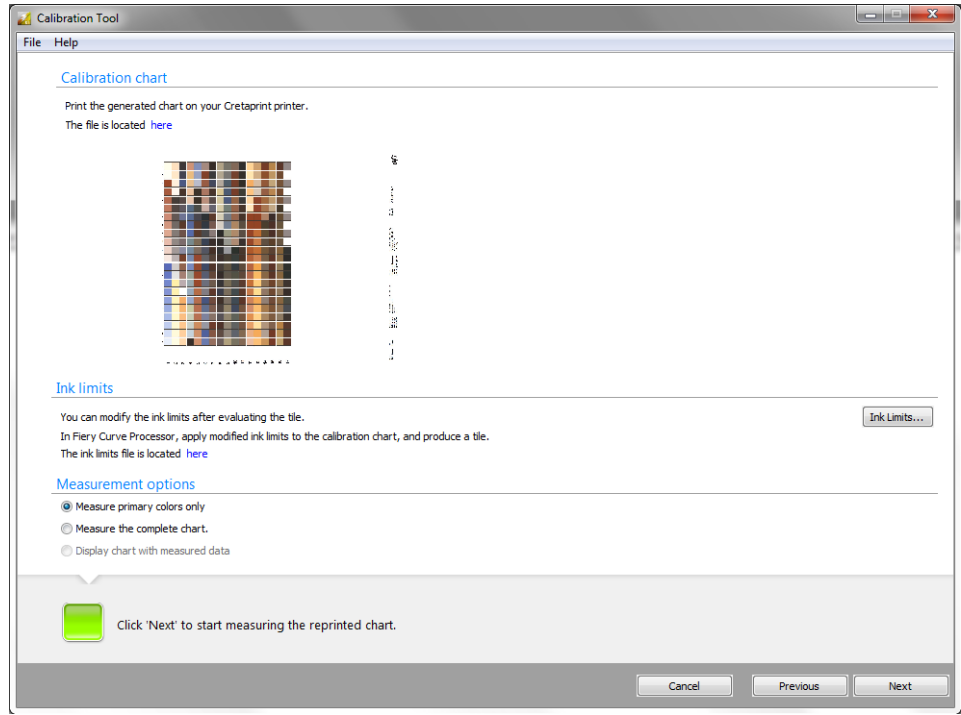 Calibration Tool
File Help
Calibration chart
Print the generated chart on your Cretaprint printer.
The file is located here
Ink limits
You can modify the ink limits after evaluating the tile.
Ink Limits...
In Fiery Curve Processor, apply modified ink limits to the calibration chart, and produce a tile.
The ink limits file is located here
Measurement options
Measure primary colors only
Measure the complete chart.
Display chart with measured data
Click 'Next' to start measuring the reprinted chart.
Cancel Previous Next